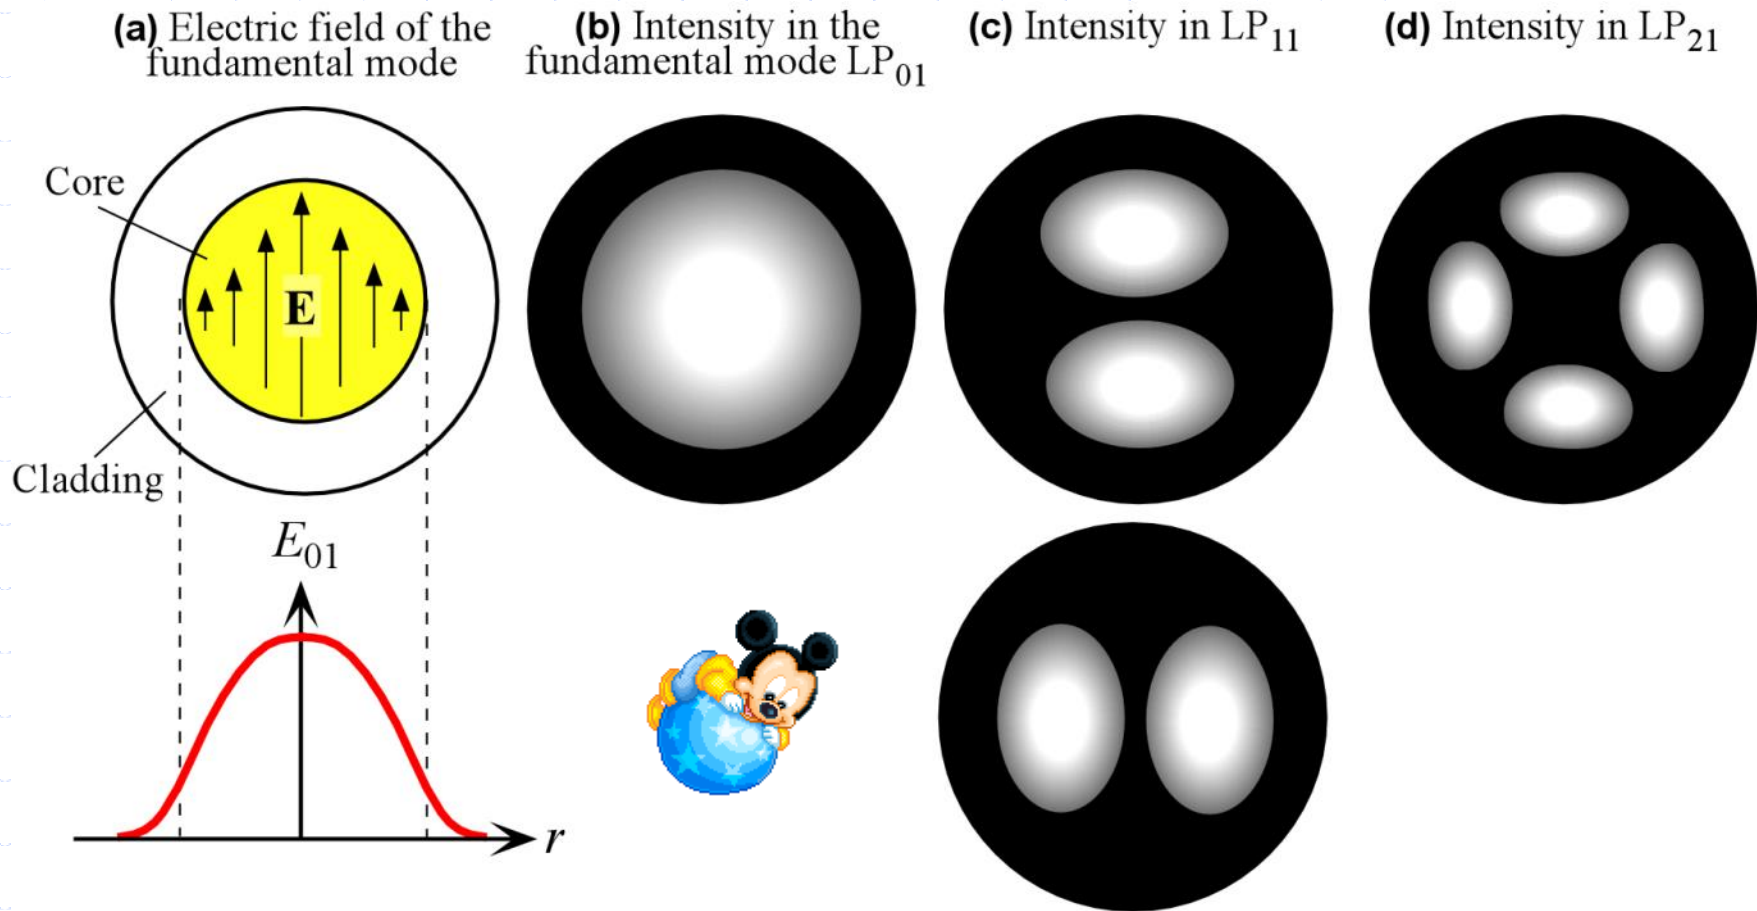 (a) Electric field of the
fundamental mode
(b) Intensity in the
fundamental mode LP01
(c) Intensity in LP11
(d) Intensity in LP21
Core
E
Cladding
E01
r